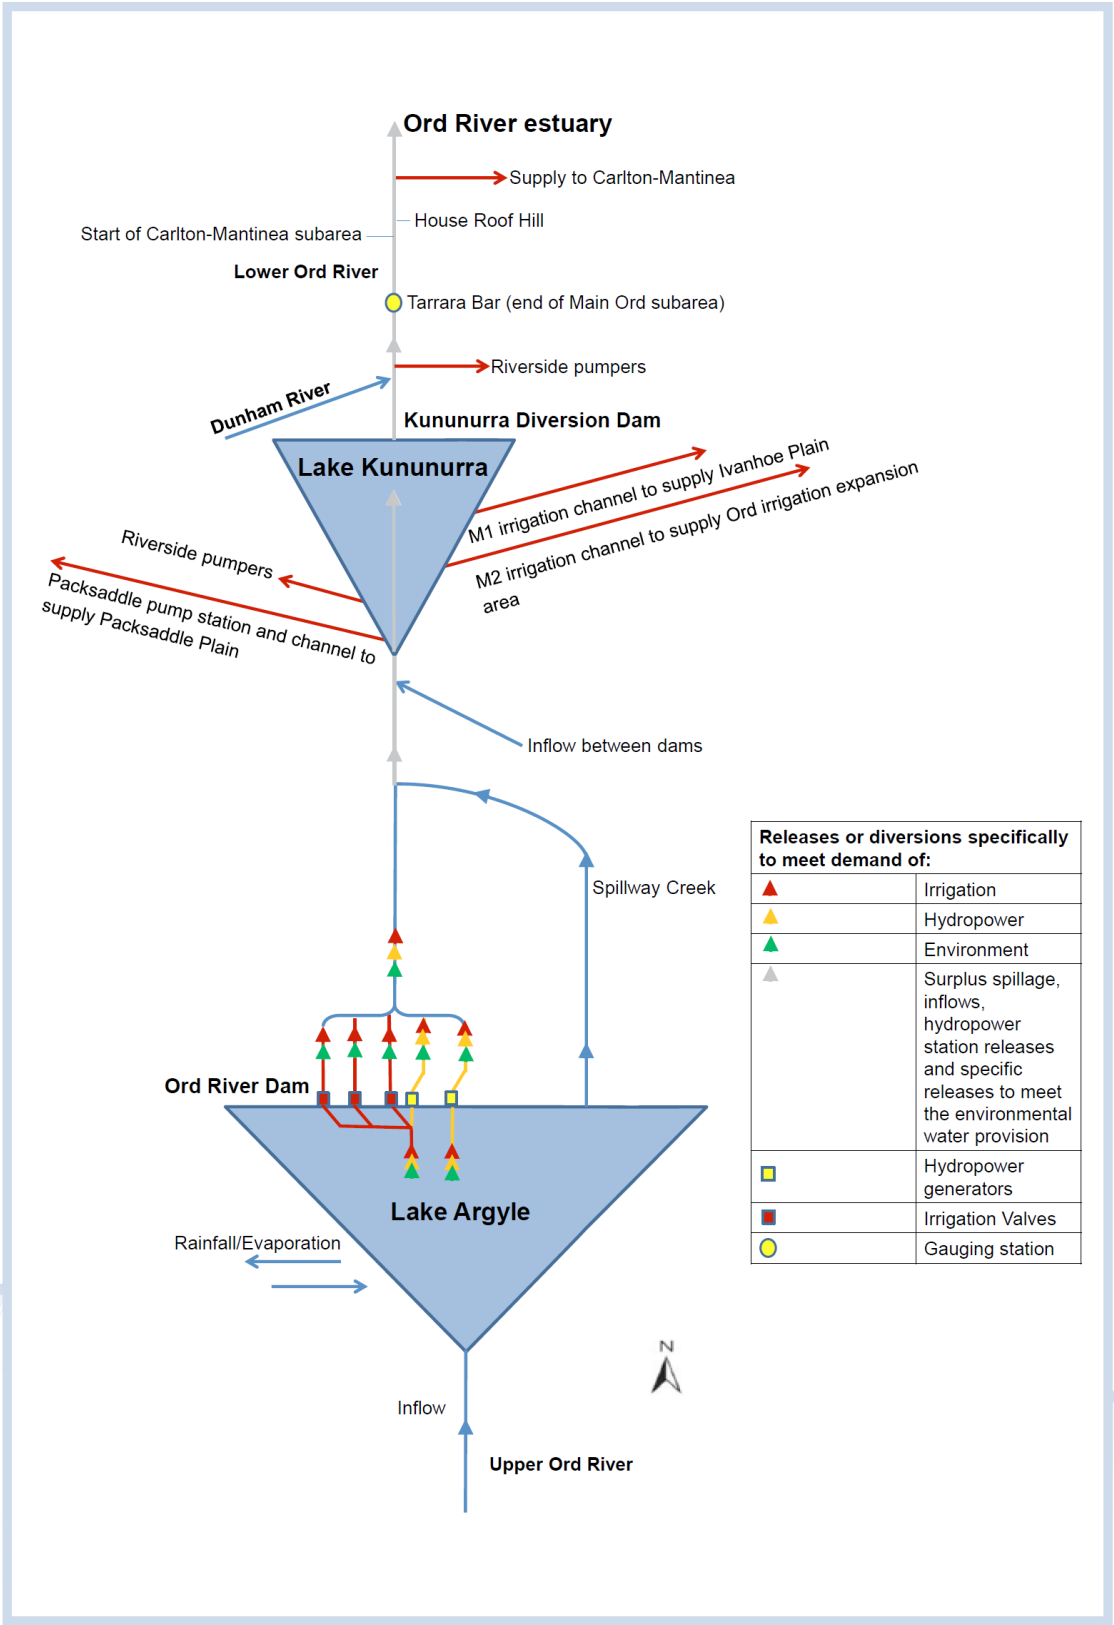 Ord River estuary
Supply to Carlton-Mantinea
House Roof Hill
Start of Carlton-Mantinea subarea
Lower Ord River
Tarrara Bar (end of Main Ord subarea)
Riverside pumpers
Dunham River
Kununurra Diversion Dam
Lake Kununurra
M1 irrigation channel to supply Ivanhoe Plain
M2 irrigation channel to supply Ord irrigation expansion
area
Riverside pumpers
Packsaddle pump station and channel to
supply Packsaddle Plain
Inflow between dams
Spillway Creek
Releases or diversions specifically
to meet demand of:
Irrigation
Hydropower
Environment
Surplus spillage,
inflows,
hydropower
station releases
and specific
releases to meet
the environmental
water provision
Hydropower
generators
Irrigation Valves
Gauging station
Ord River Dam
Lake Argyle
Rainfall/Evaporation
N
Inflow
Upper Ord River